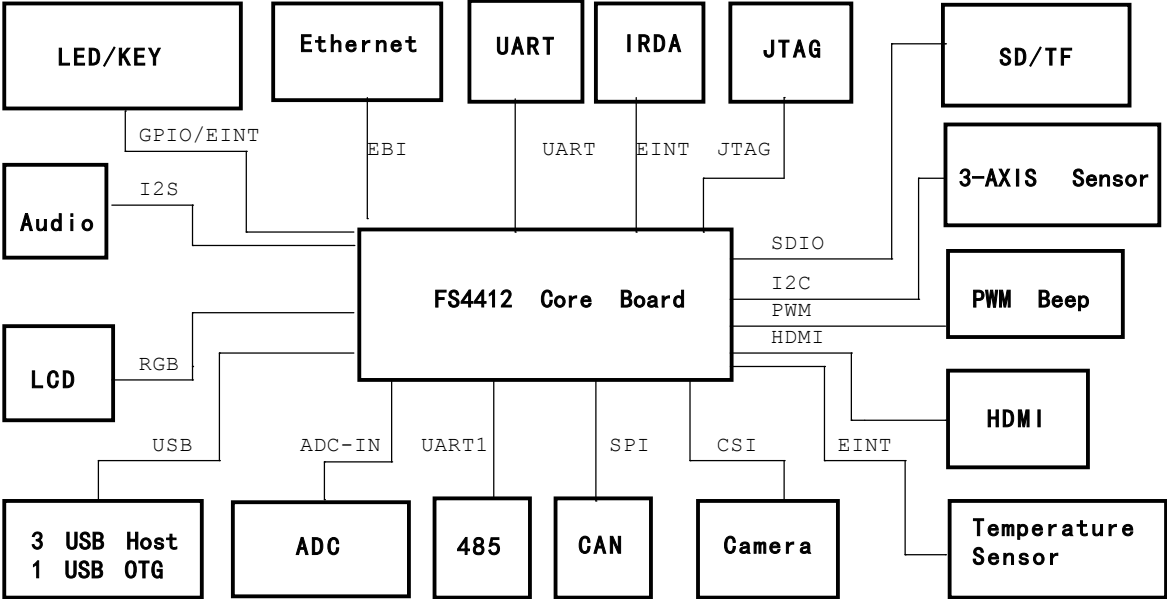 LED/KEY
Ethernet
UART
IRDA
JTAG
SD/TF
GPIO/EINT
EBI
UART
EINT
JTAG
3-AXIS Sensor
I2S
Audio
SDIO
I2C
PWM
HDMI
FS4412 Core Board
PWM Beep
RGB
LCD
HDMI
USB
ADC-IN
UART1
SPI
CSI
EINT
3 USB Host
1 USB OTG
ADC
485
CAN
Camera
Temperature
Sensor